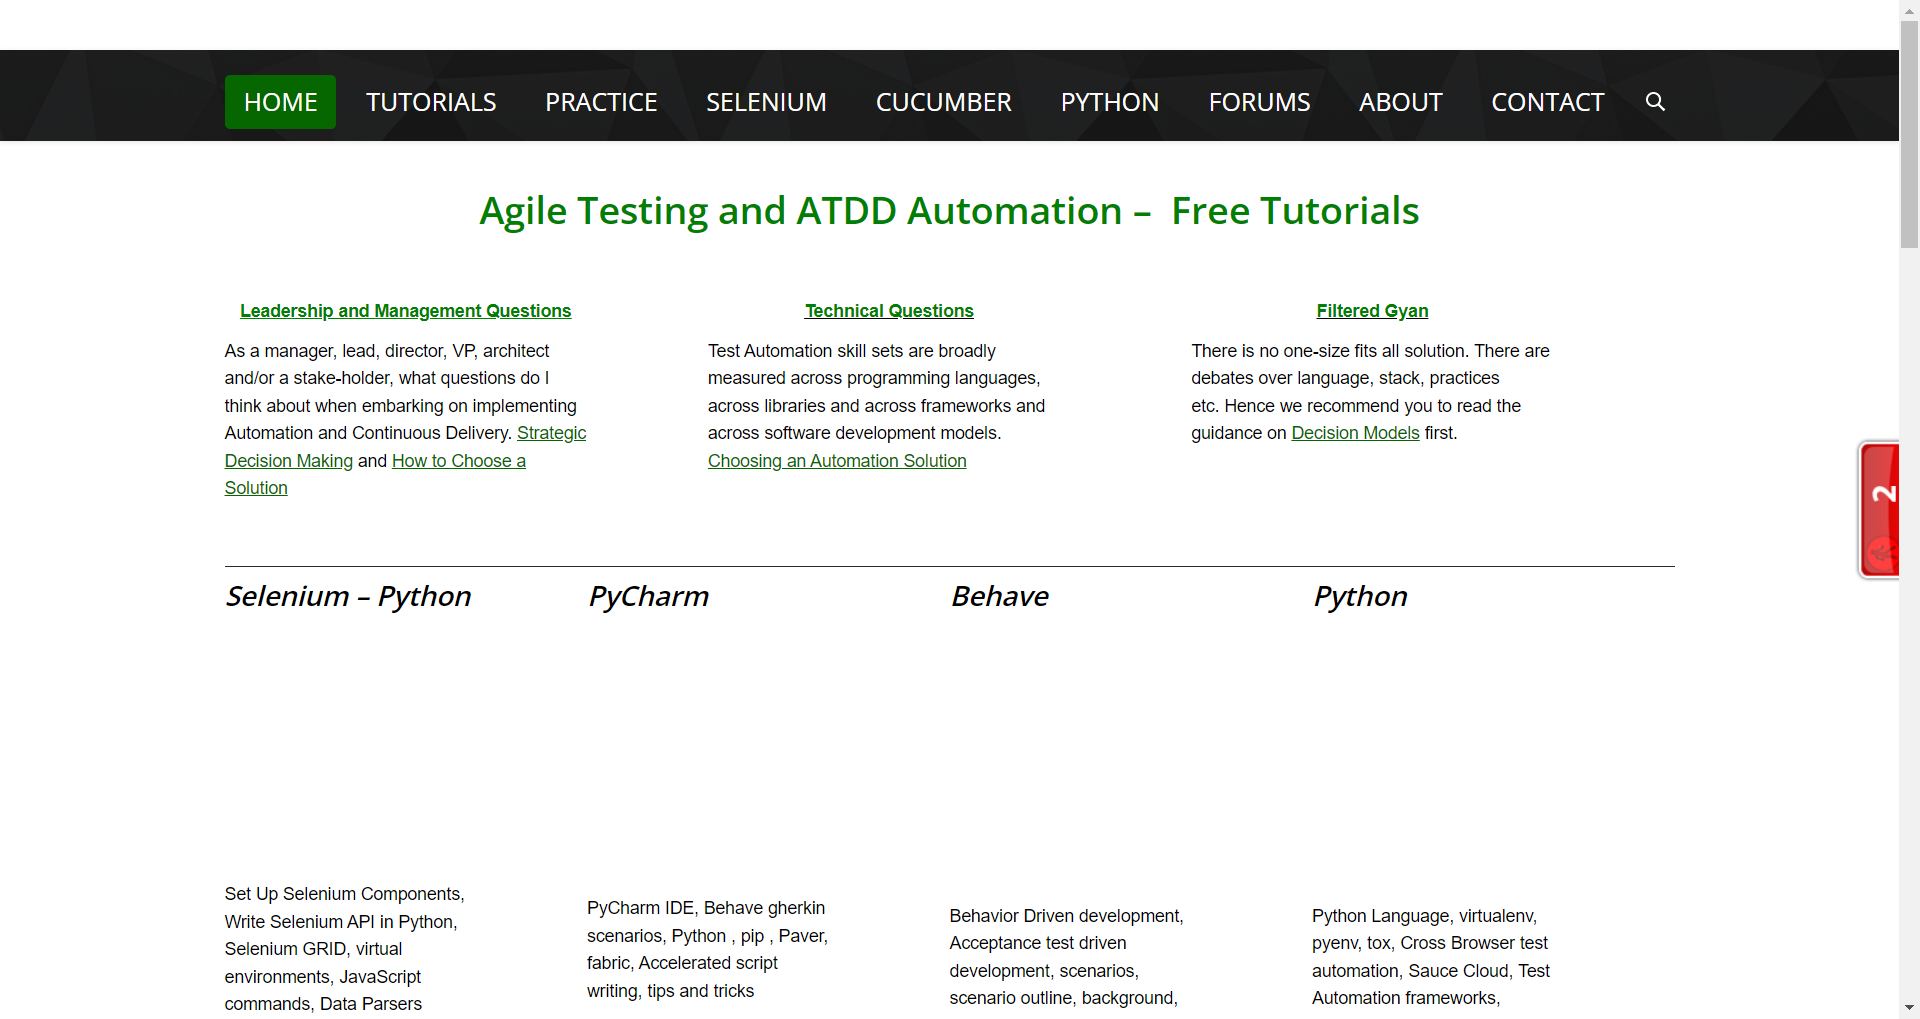 HOME TUTORIALS PRACTICE SELENIUM CUCUMBER PYTHON FORUMS ABOUT CONTACT
Agile Testing and ATDD Automation – Free Tutorials
Leadership and Management Questions
As a manager, lead, director, VP, architect
and/or a stake-holder, what questions do I
think about when embarking on implementing
Automation and Continuous Delivery. Strategic
Decision Making and How to Choose a
Solution
Technical Questions
Test Automation skill sets are broadly
measured across programming languages,
across libraries and across frameworks and
across software development models.
Choosing an Automation Solution
Filtered Gyan
There is no one-size fits all solution. There are
debates over language, stack, practices
etc. Hence we recommend you to read the
guidance on Decision Models first.
2
Selenium – Python
Set Up Selenium Components,
Write Selenium API in Python,
Selenium GRID, virtual
environments, JavaScript
commands, Data Parsers
PyCharm
PyCharm IDE, Behave gherkin
scenarios, Python , pip , Paver,
fabric, Accelerated script
writing, tips and tricks
Behave
Behavior Driven development,
Acceptance test driven
development, scenarios,
scenario outline, background,
Python
Python Language, virtualenv,
pyenv, tox, Cross Browser test
automation, Sauce Cloud, Test
Automation frameworks,